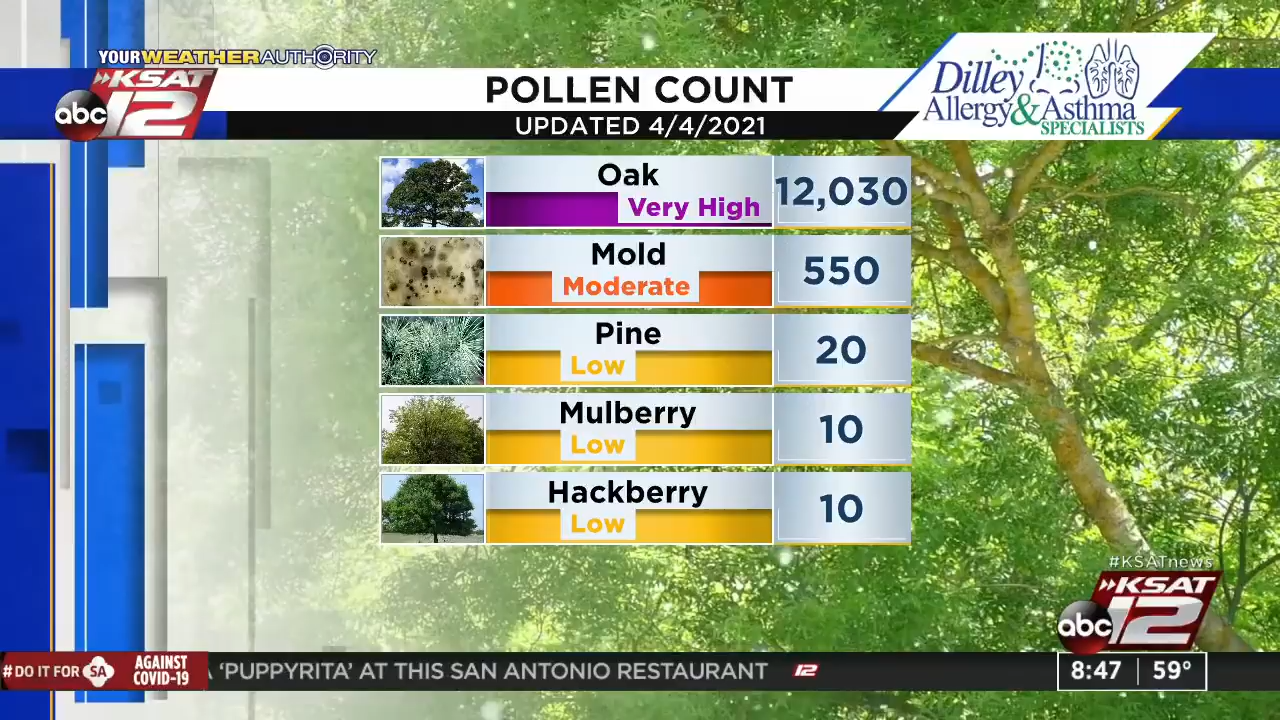 YOUR WEATHER AUTHORITY
KSAT
abc 12
POLLEN COUNT
UPDATED 4/4/2021
Dilley
Allergy & Asthma
SPECIALISTS
Oak
Very High
12,030
Mold
Moderate
550
Pine
Low
20
Mulberry
Low
10
Hackberry
Low
10
#KSATnews
KSAT
abc 12
#DO IT FOR SA
AGAINST
COVID-19
'PUPPYRITA' AT THIS SAN ANTONIO RESTAURANT 12
8:47 59°